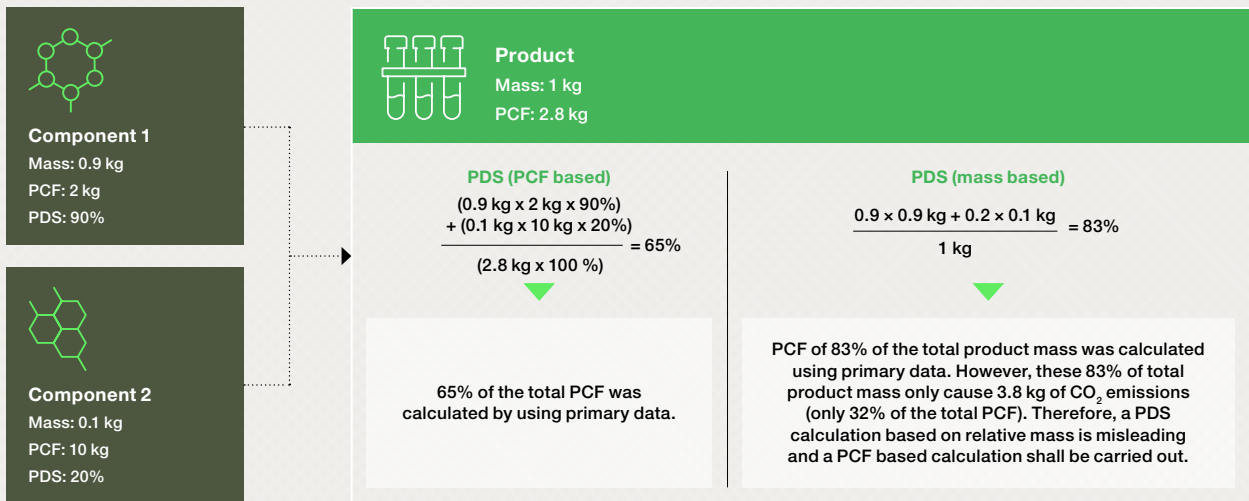 Component 1
Mass: 0.9 kg
PCF: 2 kg
PDS: 90%
Component 2
Mass: 0.1 kg
PCF: 10 kg
PDS: 20%
Product
Mass: 1 kg
PCF: 2.8 kg
PDS (PCF based)
(0.9 kg x 2 kg x 90%)
+ (0.1 kg x 10 kg x 20%)
= 65%
(2.8 kg x 100 %)
65% of the total PCF was
calculated by using primary data.
PDS (mass based)
0.9 × 0.9 kg + 0.2 × 0.1 kg
= 83%
1 kg
PCF of 83% of the total product mass was calculated
using primary data. However, these 83% of total
product mass only cause 3.8 kg of CO₂ emissions
(only 32% of the total PCF). Therefore, a PDS
calculation based on relative mass is misleading
and a PCF based calculation shall be carried out.